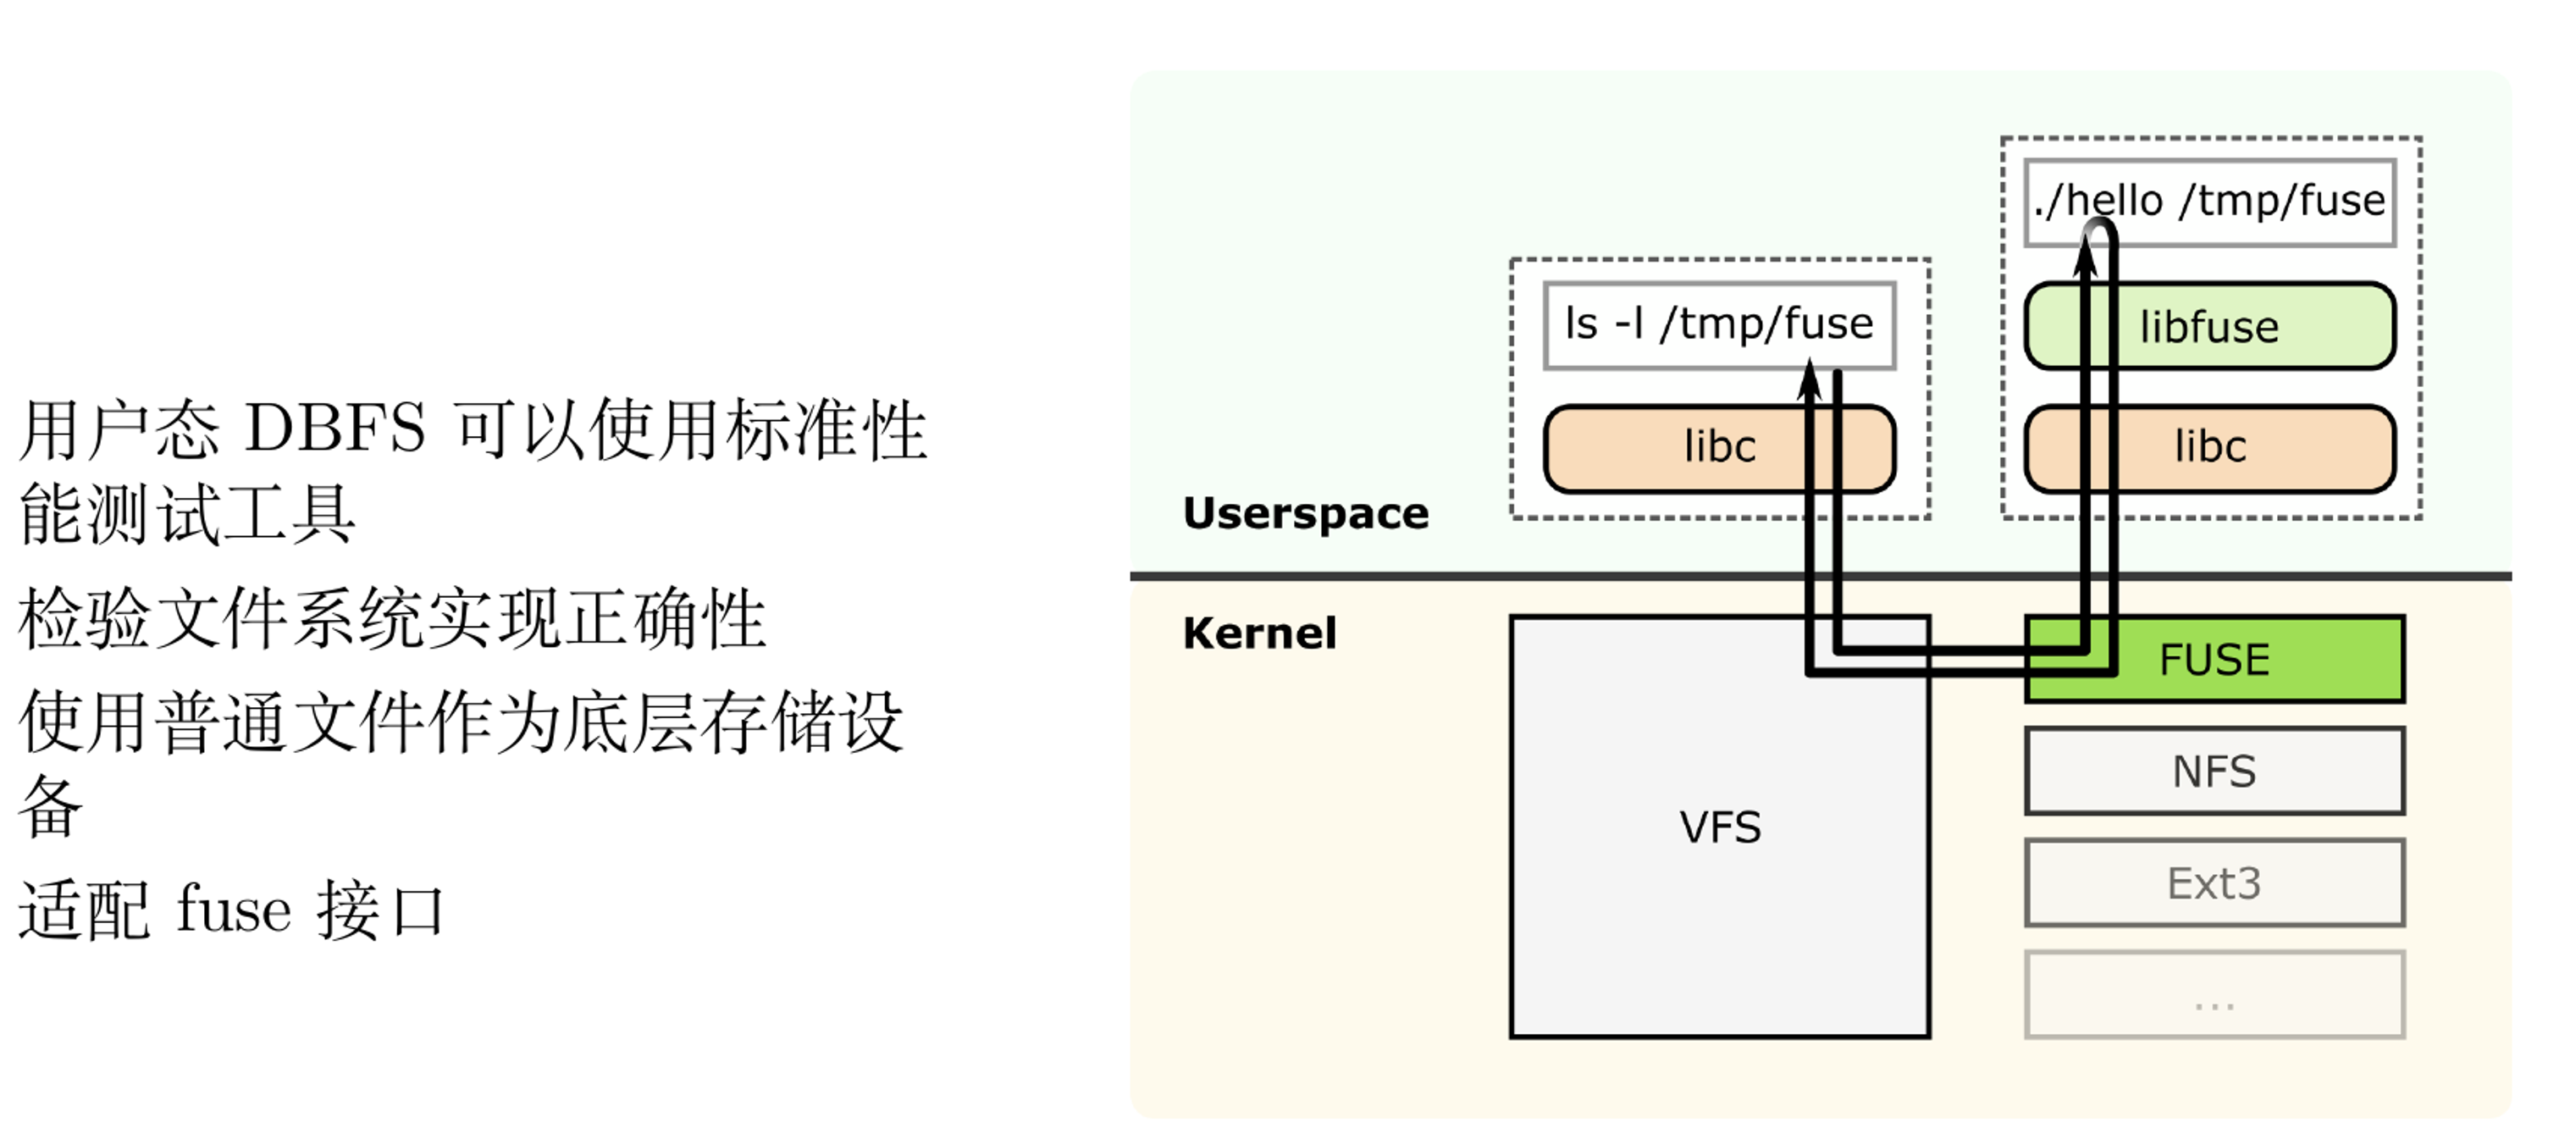 用户态 DBFS 可以使用标准性
能测试工具
检验文件系统实现正确性
使用普通文件作为底层存储设
备
适配 fuse 接口
./hello /tmp/fuse
ls -l /tmp/fuse
libfuse
libc
libc
Userspace
Kernel
FUSE
NFS
VFS
Ext3
...